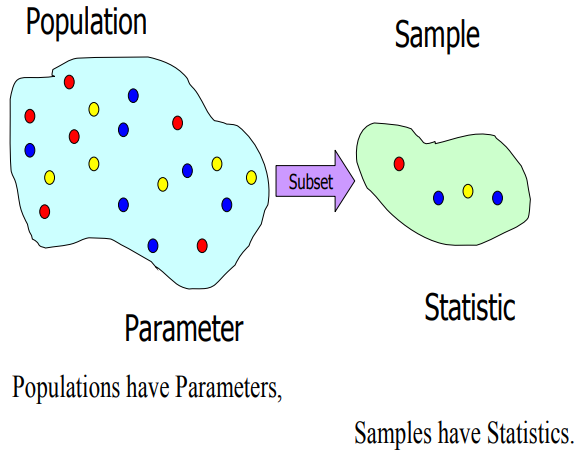 Population
Sample
Subset
Parameter
Statistic
Populations have Parameters,
Samples have Statistics.